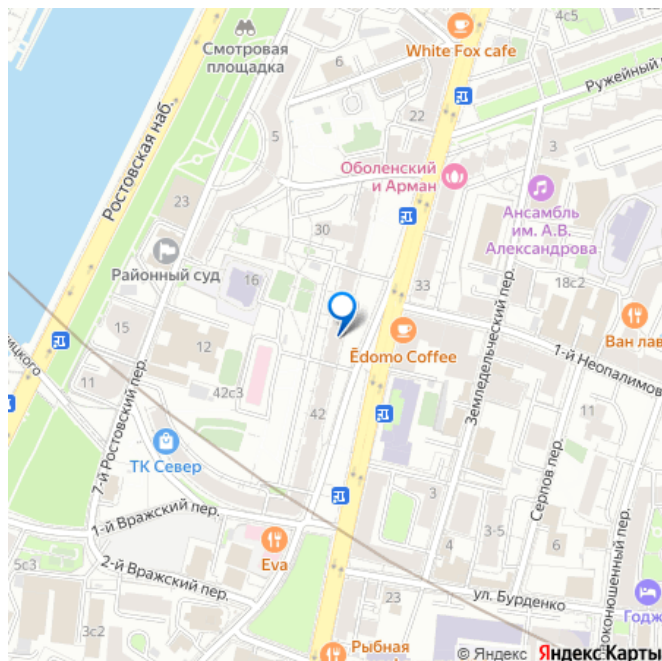 4с5
White Fox cafe
Смотровая
площадка
6
Ружейный
22
Ростовская наб.
5
3
Оболенский
и Арман
23
Ансамбль
им. А.В.
Александрова
30
Районный суд
16
33
18с2
Ван лав
15
12
Ēdomo Coffee
Земледельческий пер.
1-й Неопалимов
11
42с3
42
11
7-й Ростовский пер.
ТК Север
Серпов пер.
3
3-5
1-й Вражский пер.
4
6
Eva
5с3
2-й Вражский пер.
23
ул. Бурденко
Годж
3с2
Рыбная
© Яндекс Яндекс Карты